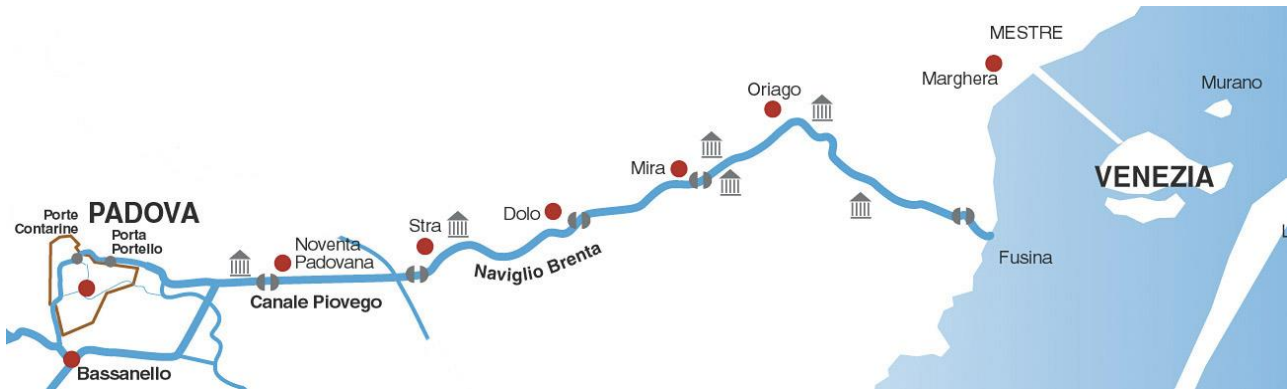 MESTRE
Marghera
Murano
Oriago
VENEZIA
Mira
PADOVA
Porte
Contarine
Porta
Portello
Dolo
Stra
Noventa
Padovana
Naviglio Brenta
Fusina
Canale Piovego
Bassanello